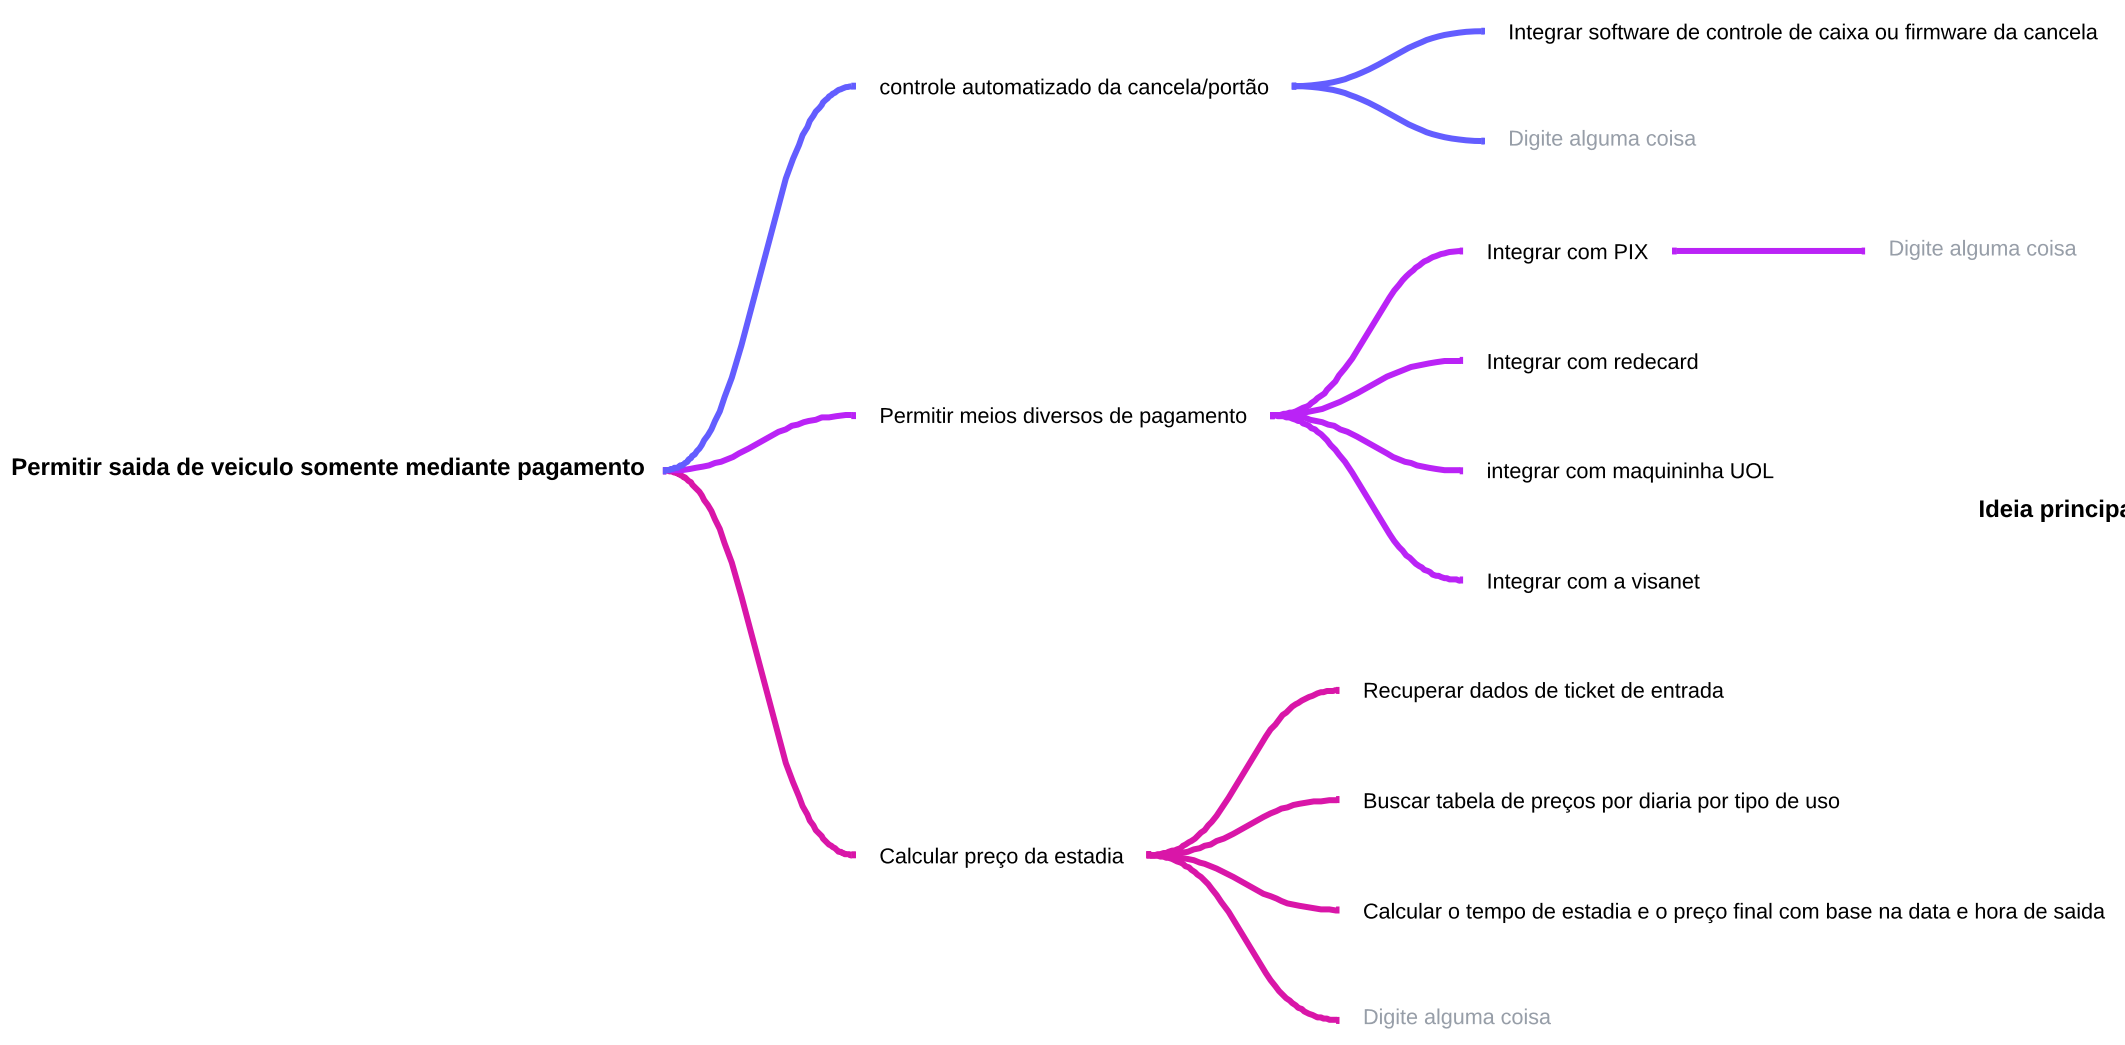 Integrar software de controle de caixa ou firmware da cancela
controle automatizado da cancela/portão
Digite alguma coisa
Integrar com PIX
Digite alguma coisa
Integrar com redecard
Permitir meios diversos de pagamento
Permitir saida de veiculo somente mediante pagamento
integrar com maquininha UOL
Ideia principa
Integrar com a visanet
Recuperar dados de ticket de entrada
Buscar tabela de preços por diaria por tipo de uso
Calcular preço da estadia
Calcular o tempo de estadia e o preço final com base na data e hora de saida
Digite alguma coisa